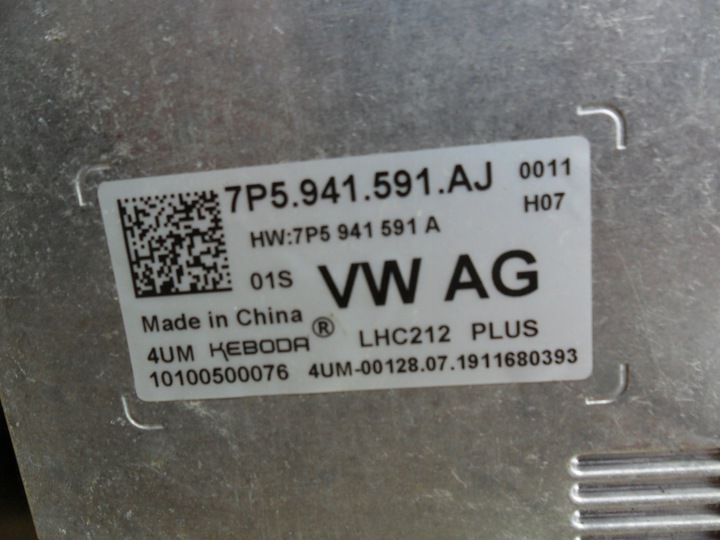 7P5.941.591.AJ 0011
HW:7P5 941 591 A H07
01S VW AG
Made in China
4UM KEBODA® LHC212 PLUS
10100500076 4UM-00128.07.1911680393